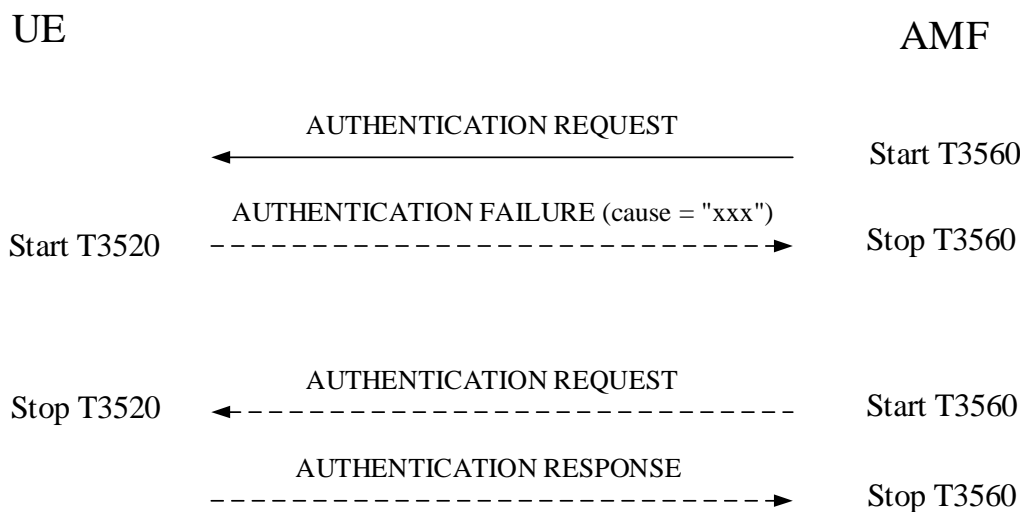 UE
AMF
AUTHENTICATION REQUEST
Start T3560
AUTHENTICATION FAILURE (cause = "xxx")
Start T3520
Stop T3560
AUTHENTICATION REQUEST
Stop T3520
Start T3560
AUTHENTICATION RESPONSE
Stop T3560